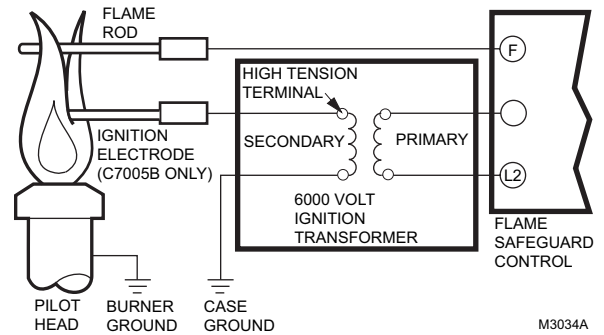 FLAME
ROD
F
HIGH TENSION
TERMINAL
IGNITION
ELECTRODE
(C7005B ONLY)
SECONDARY
PRIMARY
L2
6000 VOLT
IGNITION
TRANSFORMER
FLAME
SAFEGUARD
CONTROL
PILOT
HEAD
BURNER
GROUND
CASE
GROUND
M3034A